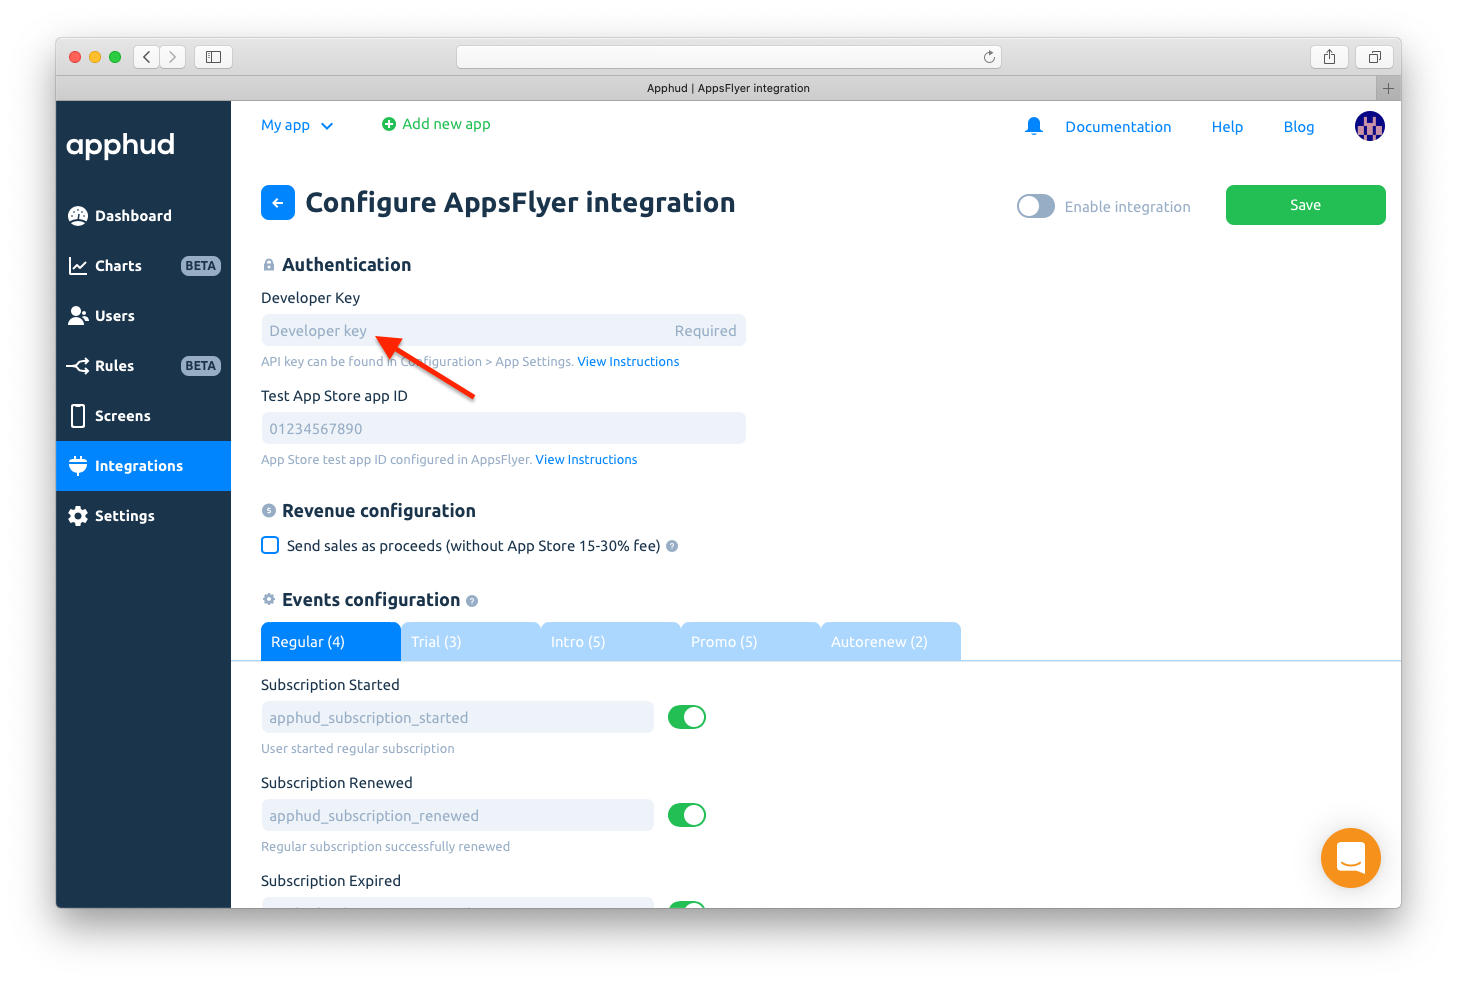 Apphud | AppsFlyer integration
apphud
My app
Add new app
Documentation
Help
Blog
Dashboard
Charts
BETA
Users
Rules
BETA
Screens
Integrations
Settings
Configure AppsFlyer integration
Enable integration
Save
Authentication
Developer Key
Developer key
Required
API key can be found in Configuration > App Settings. View Instructions
Test App Store app ID
01234567890
App Store test app ID configured in AppsFlyer. View Instructions
Revenue configuration
Send sales as proceeds (without App Store 15-30% fee) ?
Events configuration ?
Regular (4)
Trial (3)
Intro (5)
Promo (5)
Autorenew (2)
Subscription Started
apphud_subscription_started
User started regular subscription
Subscription Renewed
apphud_subscription_renewed
Regular subscription successfully renewed
Subscription Expired